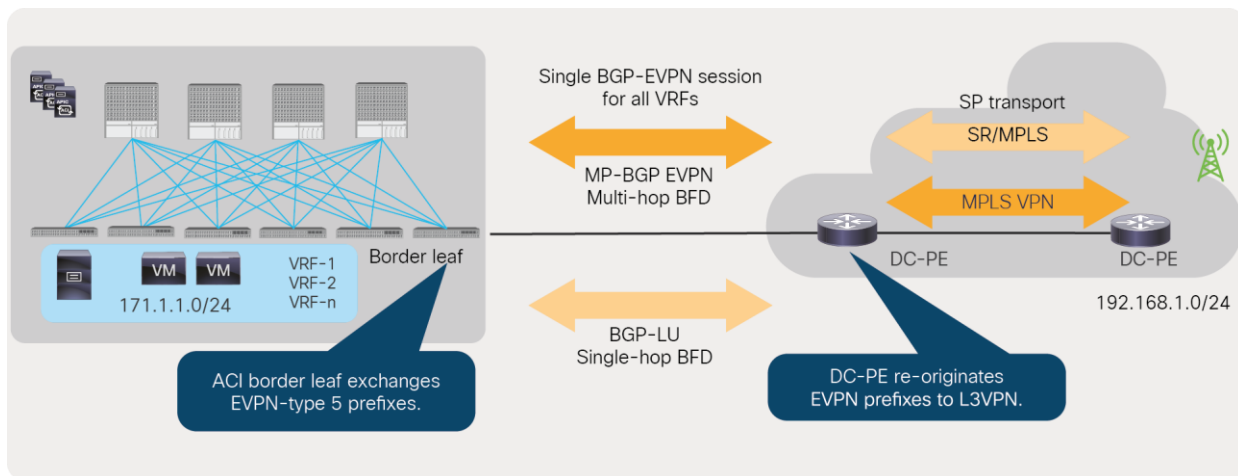 APIC
ACI
Single BGP-EVPN session
for all VRFs
MP-BGP EVPN
Multi-hop BFD
SP transport
SR/MPLS
MPLS VPN
Border leaf
VM
VM
VRF-1
VRF-2
VRF-n
171.1.1.0/24
DC-PE
DC-PE
192.168.1.0/24
BGP-LU
Single-hop BFD
ACI border leaf exchanges
EVPN-type 5 prefixes.
DC-PE re-originates
EVPN prefixes to L3VPN.